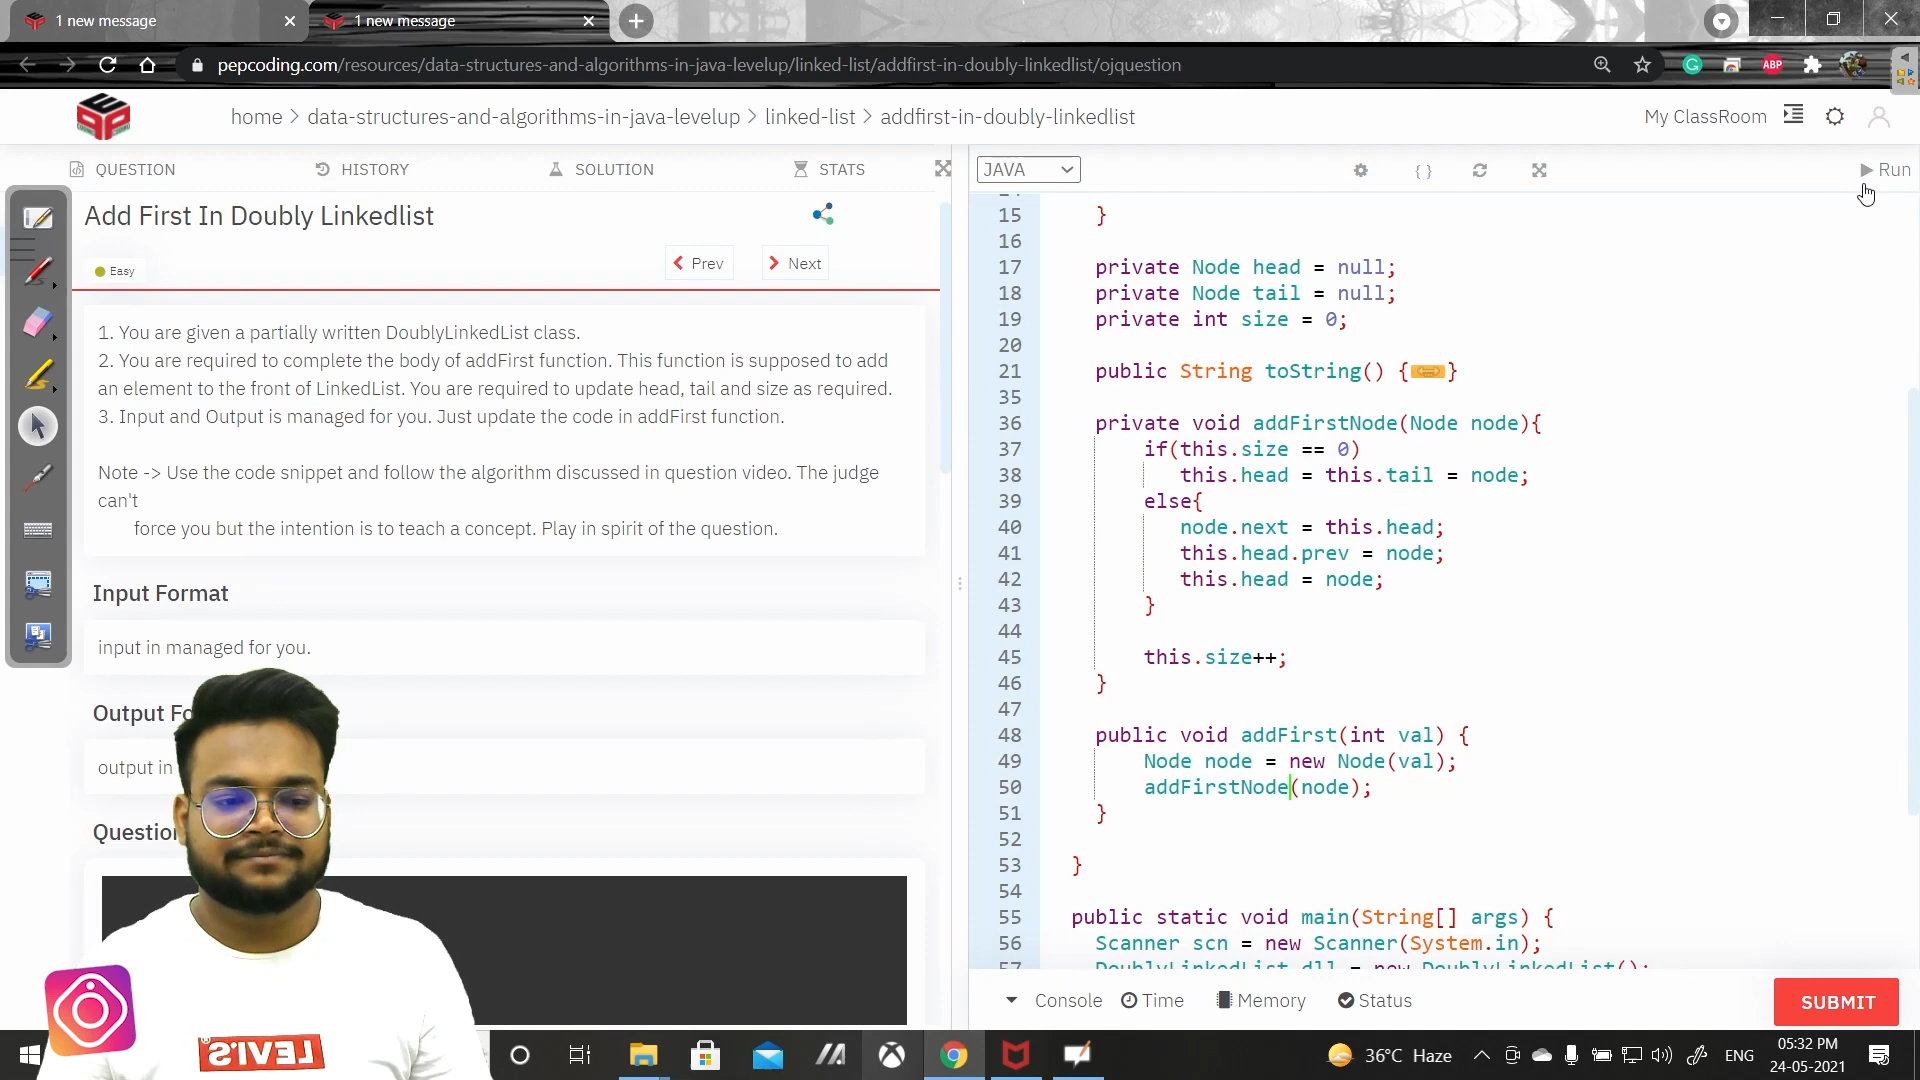 1 new message
1 new message
pepcoding.com/resources/data-structures-and-algorithms-in-java-levelup/linked-list/addfirst-in-doubly-linkedlist/ojquestion
ABP
home > data-structures-and-algorithms-in-java-levelup > linked-list > addfirst-in-doubly-linkedlist
My ClassRoom
QUESTION
HISTORY
SOLUTION
STATS
Add First In Doubly Linkedlist
Easy
Prev
Next
1. You are given a partially written DoublyLinkedList class.
2. You are required to complete the body of addFirst function. This function is supposed to add
an element to the front of LinkedList. You are required to update head, tail and size as required.
3. Input and Output is managed for you. Just update the code in addFirst function.
Note -> Use the code snippet and follow the algorithm discussed in question video. The judge
can't
force you but the intention is to teach a concept. Play in spirit of the question.
Input Format
input in managed for you.
Output Fo
output in
Question
LEVI'S
JAVA
{ }
Run
15 }
16
17 private Node head = null;
18 private Node tail = null;
19 private int size = 0;
20
21 public String toString() {}
35
36 private void addFirstNode(Node node){
37 if(this.size == 0)
38 this.head = this.tail = node;
39 else{
40 node.next = this.head;
41 this.head.prev = node;
42 this.head = node;
43 }
44
45 this.size++;
46 }
47
48 public void addFirst(int val) {
49 Node node = new Node(val);
50 addFirstNode(node);
51 }
52
53 }
54
55 public static void main(String[] args) {
56 Scanner scn = new Scanner(System.in);
57 DoublyLinkedList dll = new DoublyLinkedList();
Console
Time
Memory
Status
SUBMIT
36°C Haze
ENG
05:32 PM
24-05-2021